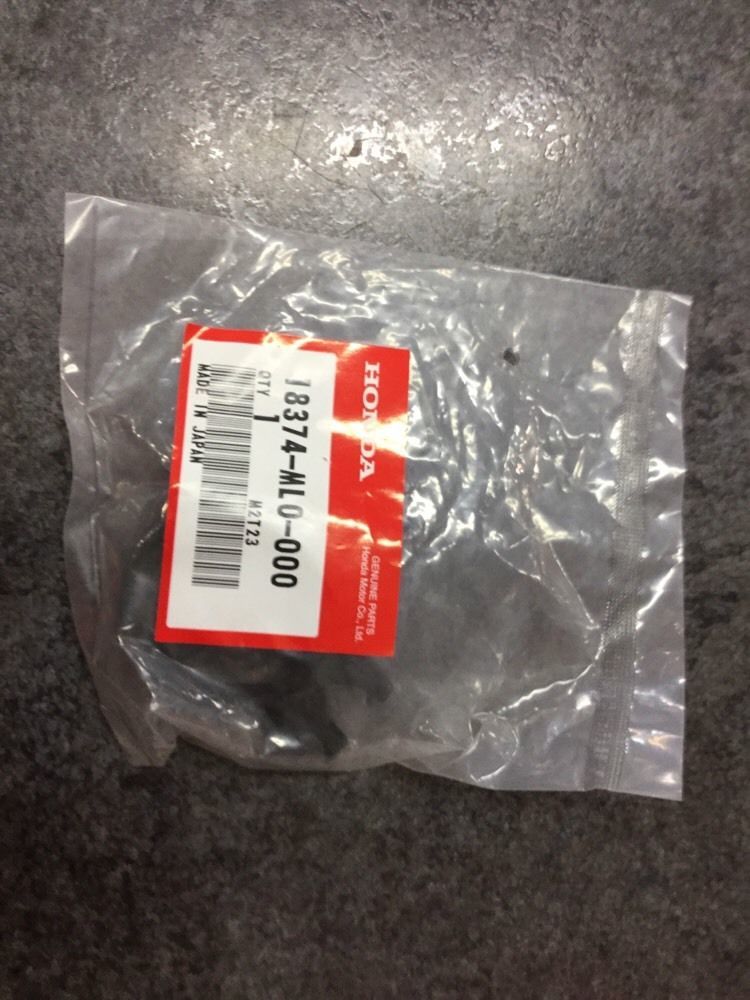 HONDA
GENUINE PARTS
Honda Motor Co., Ltd.
18374-ML0-000
QTY 1
M2T23
MADE IN JAPAN